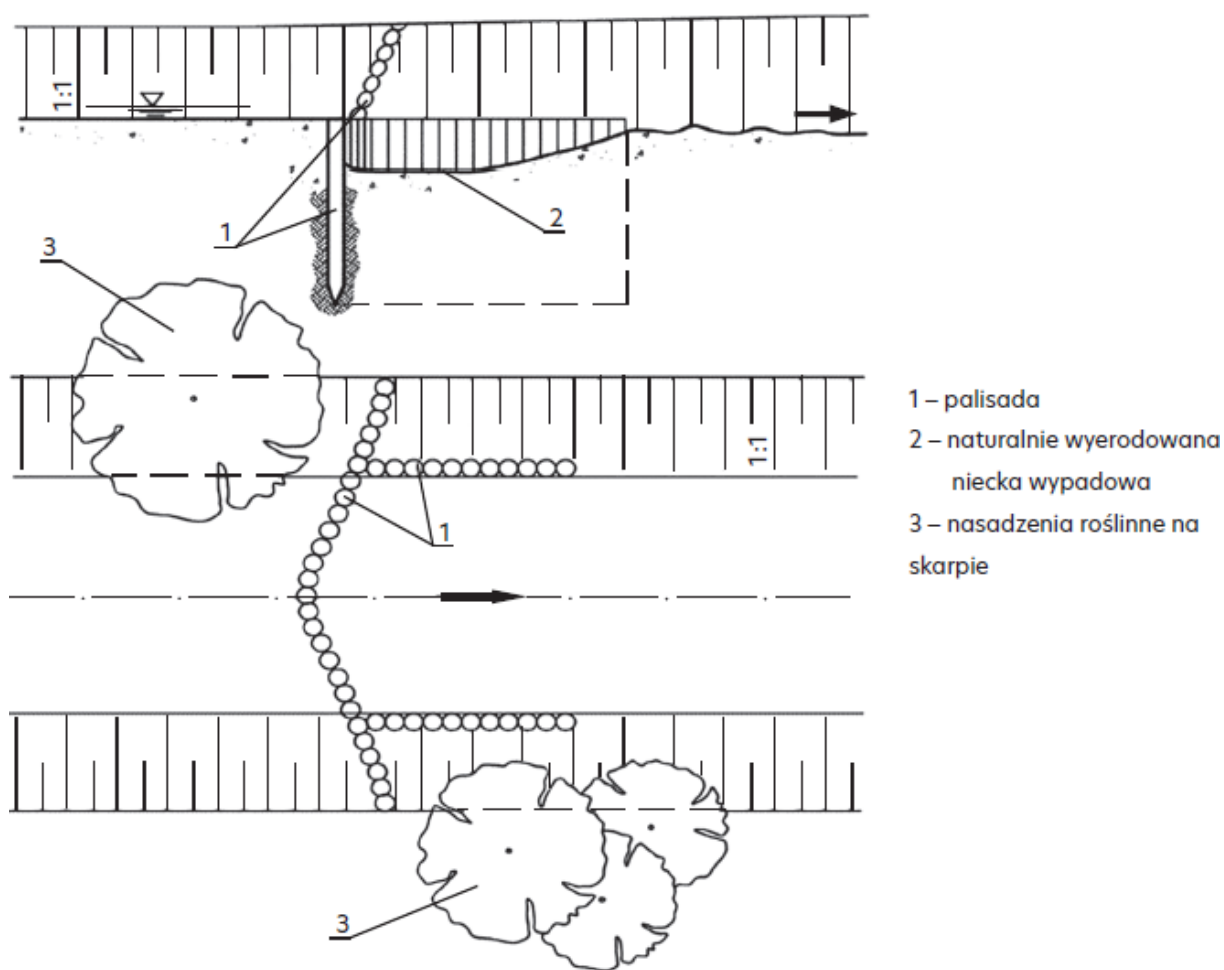 1:1
1
2
3
1:1
1
3
1 – palisada
2 – naturalnie wyerodowana
niecka wypadowa
3 – nasadzenia roślinne na
skarpie